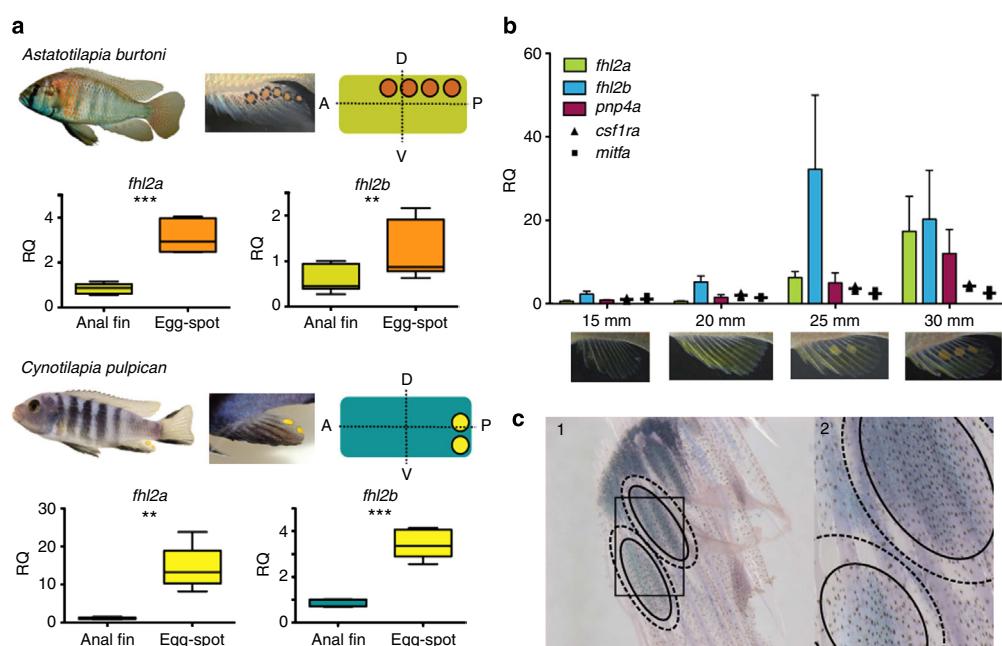 a
Astatotilapia burtoni
D
A
P
V
fhl2a
***
RQ
4
2
0
Anal fin
Egg-spot
fhl2b
**
RQ
2
1
0
Anal fin
Egg-spot
Cynotilapia pulpican
D
A
P
V
fhl2a
**
RQ
30
20
10
0
Anal fin
Egg-spot
fhl2b
***
RQ
4
2
0
Anal fin
Egg-spot
b
RQ
60
40
20
0
fhl2a
fhl2b
pnp4a
csf1ra
mitfa
15 mm
20 mm
25 mm
30 mm
c
1
2